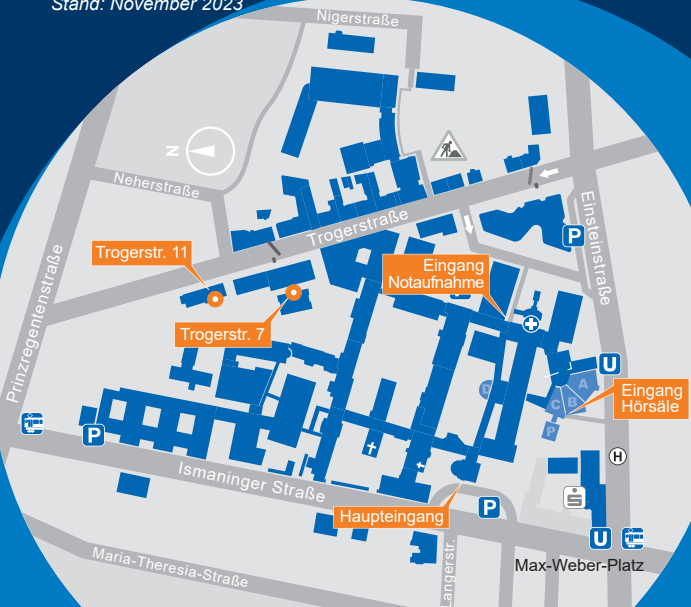 Stand: November 2023
Nigerstraße
N
Neherstraße
Trogerstraße
Einsteinstraße
P
Prinzregentenstraße
Trogerstr. 11
Eingang
Notaufnahme
Trogerstr. 7
U
D
A
B
C
P
Eingang
Hörsäle
P
H
Ismaninger Straße
S
Haupteingang
P
U
Max-Weber-Platz
Langerstr.
Maria-Theresia-Straße